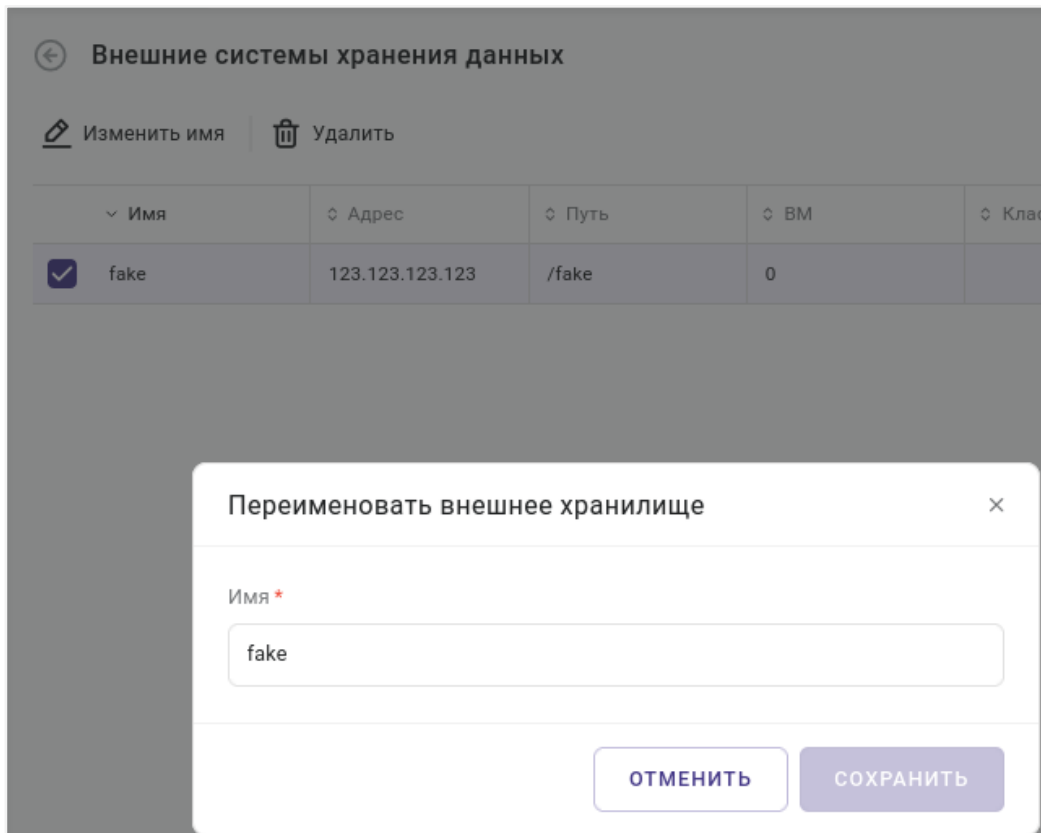 Внешние системы хранения данных
Изменить имя Удалить
Имя Адрес Путь ВМ
fake 123.123.123.123 /fake 0
Переименовать внешнее хранилище
Имя *
fake
ОТМЕНИТЬ СОХРАНИТЬ